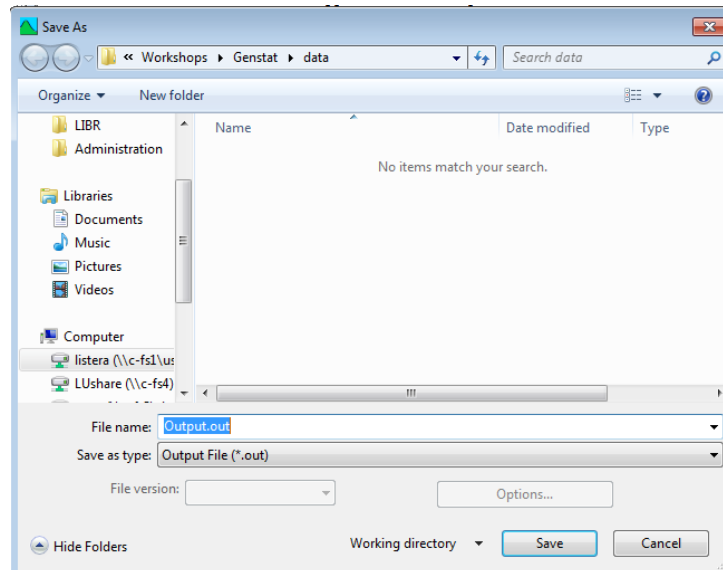 Save As
« Workshops ▸ Genstat ▸ data
Search data
Organize ▾ New folder
LIBR
Administration
Libraries
Documents
Music
Pictures
Videos
Computer
listera (\\c-fs1\us
LUshare (\\c-fs4)
Name Date modified Type
No items match your search.
File name: Output.out
Save as type: Output File (*.out)
File version:
Options...
Hide Folders
Working directory ▾ Save Cancel